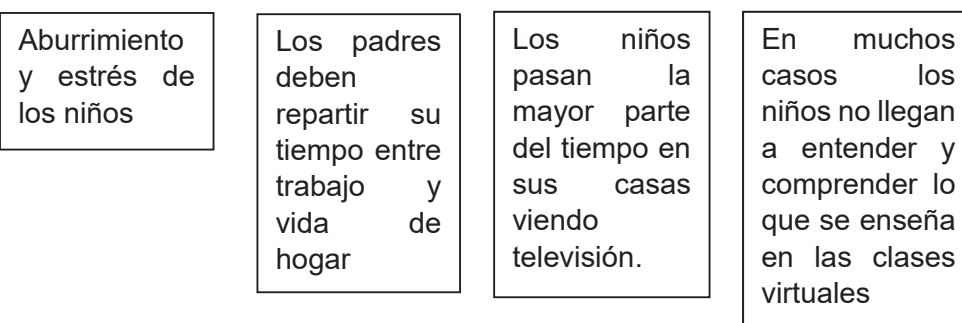 Aburrimiento
y estrés de
los niños
Los padres
deben
repartir su
tiempo entre
trabajo y
vida de
hogar
Los niños
pasan la
mayor parte
del tiempo en
sus casas
viendo
televisión.
En muchos
casos los
niños no llegan
a entender y
comprender lo
que se enseña
en las clases
virtuales